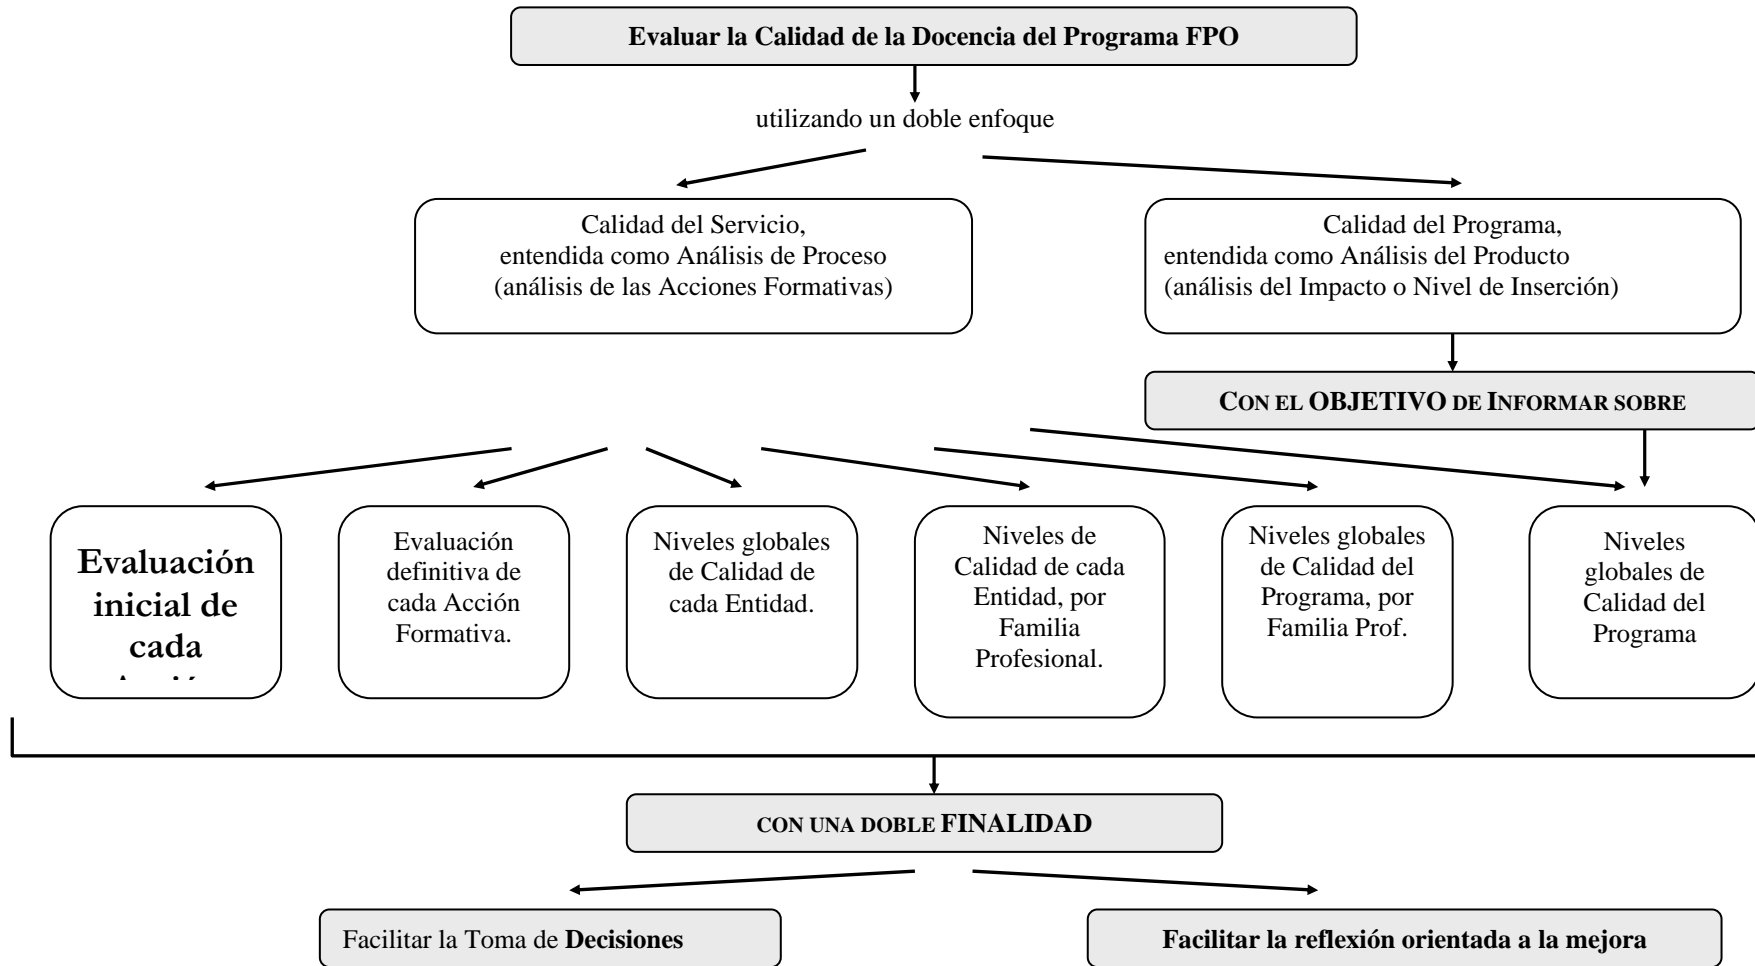 Evaluar la Calidad de la Docencia del Programa FPO
utilizando un doble enfoque
Calidad del Servicio,
entendida como Análisis de Proceso
(análisis de las Acciones Formativas)
Calidad del Programa,
entendida como Análisis del Producto
(análisis del Impacto o Nivel de Inserción)
CON EL OBJETIVO DE INFORMAR SOBRE
Evaluación
inicial de
cada
Evaluación
definitiva de
cada Acción
Formativa.
Niveles globales
de Calidad de
cada Entidad.
Niveles de
Calidad de cada
Entidad, por
Familia
Profesional.
Niveles globales
de Calidad del
Programa, por
Familia Prof.
Niveles
globales de
Calidad del
Programa
CON UNA DOBLE FINALIDAD
Facilitar la Toma de Decisiones
Facilitar la reflexión orientada a la mejora